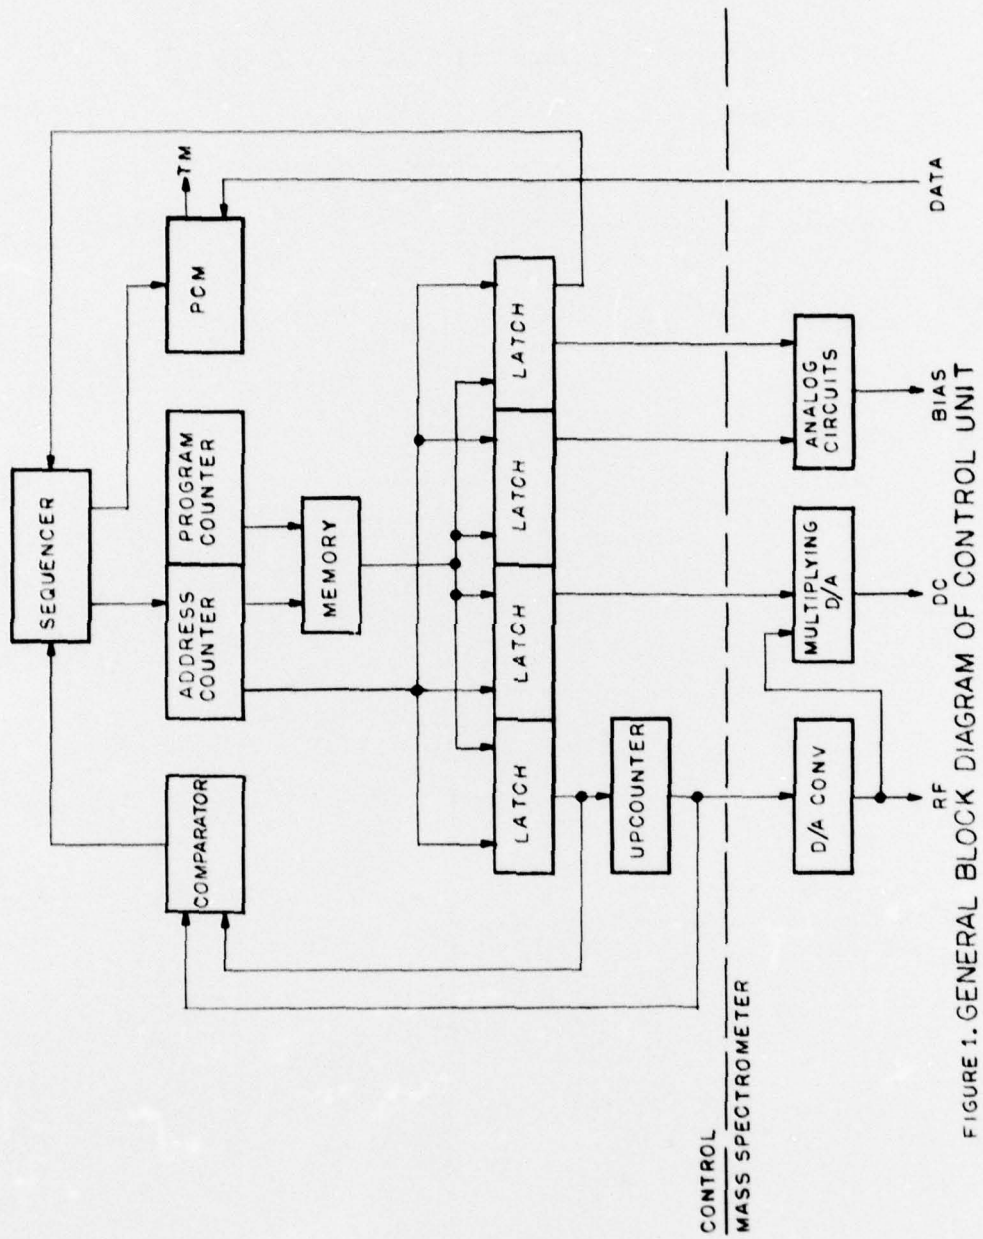 SEQUENCER
COMPARATOR
ADDRESS
COUNTER
PROGRAM
COUNTER
PCM
TM
MEMORY
LATCH
LATCH
LATCH
LATCH
UPCOUNTER
CONTROL
MASS SPECTROMETER
D/A CONV
MULTIPLYING
D/A
ANALOG
CIRCUITS
RF
DC
BIAS
DATA
FIGURE 1. GENERAL BLOCK DIAGRAM OF CONTROL UNIT